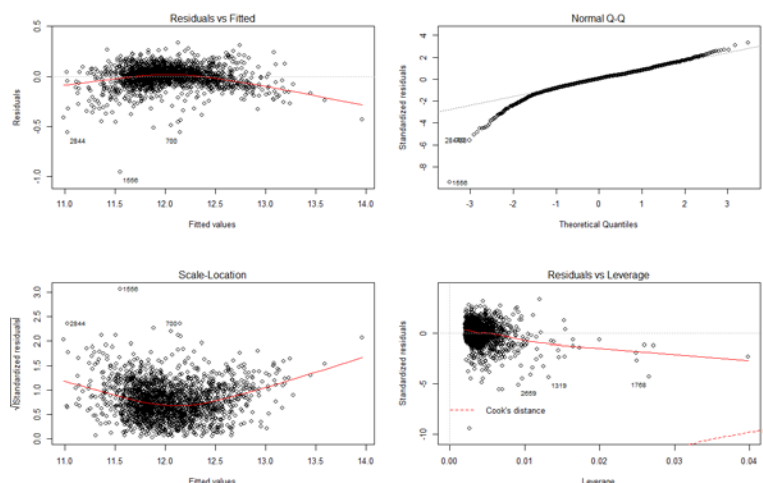 Residuals vs Fitted
Residuals
0.5
0.0
-0.5
-1.0
2844
700
1556
11.0 11.5 12.0 12.5 13.0 13.5 14.0
Fitted values
Normal Q-Q
Standardized residuals
4
2
0
-2
-4
-6
-8
1556
-3 -2 -1 0 1 2 3
Theoretical Quantiles
Scale-Location
√Standardized residuals
3.0
2.5
2.0
1.5
1.0
0.5
0.0
1556
2844
700
11.0 11.5 12.0 12.5 13.0 13.5 14.0
Fitted values
Residuals vs Leverage
Standardized residuals
0
-5
-10
2659
1319
1768
Cook's distance
0.00 0.01 0.02 0.03 0.04
Leverage